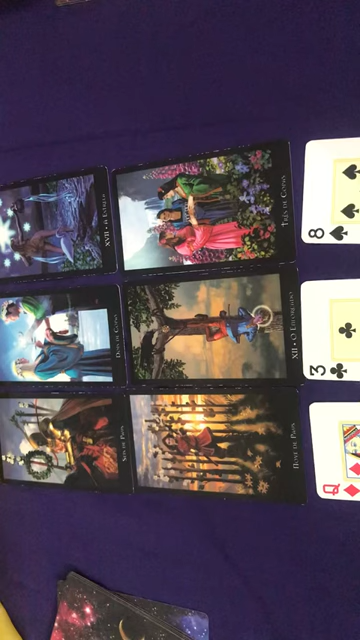 XVII • A ESTRELA
TRÊS DE COPAS
8
DOIS DE COPAS
XII • O ENFORCADO
3
SEIS DE PAUS
NOVE DE PAUS
Q